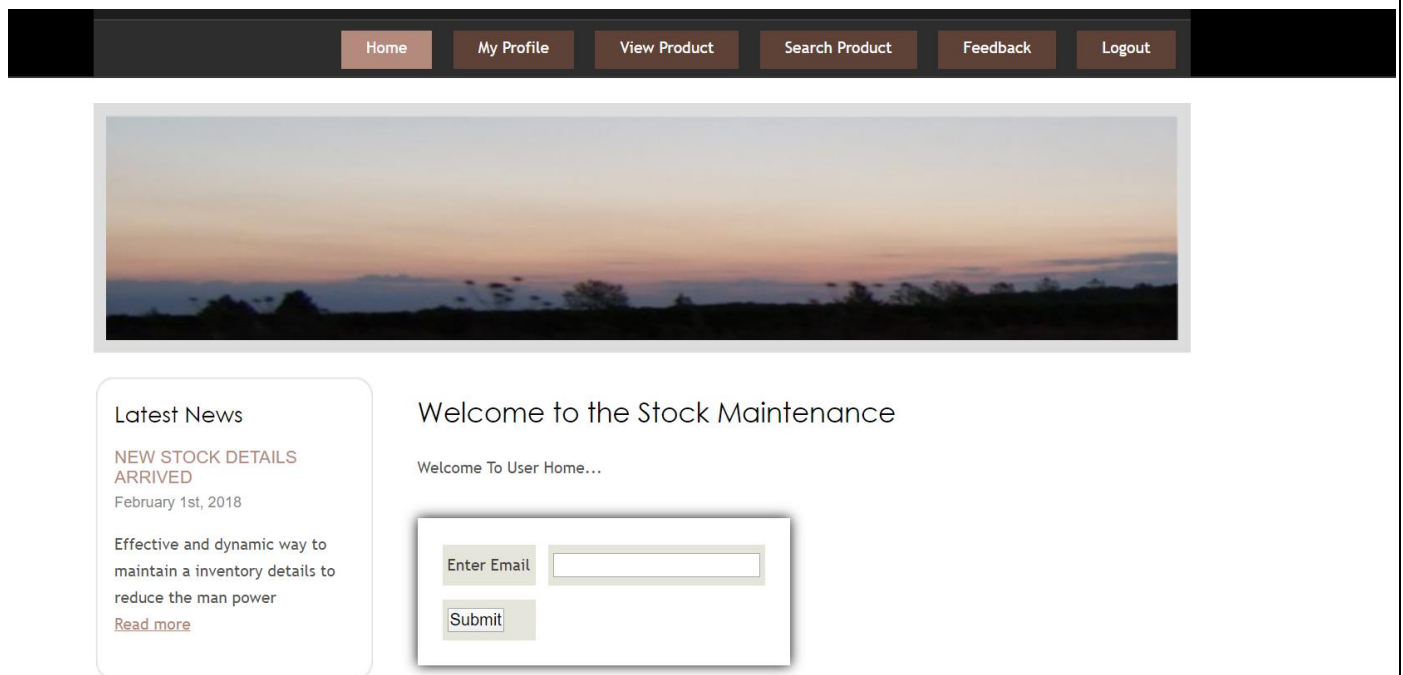 Home My Profile View Product Search Product Feedback Logout
Latest News
NEW STOCK DETAILS
ARRIVED
February 1st, 2018
Effective and dynamic way to
maintain a inventory details to
reduce the man power
Read more
Welcome to the Stock Maintenance
Welcome To User Home...
Enter Email
Submit